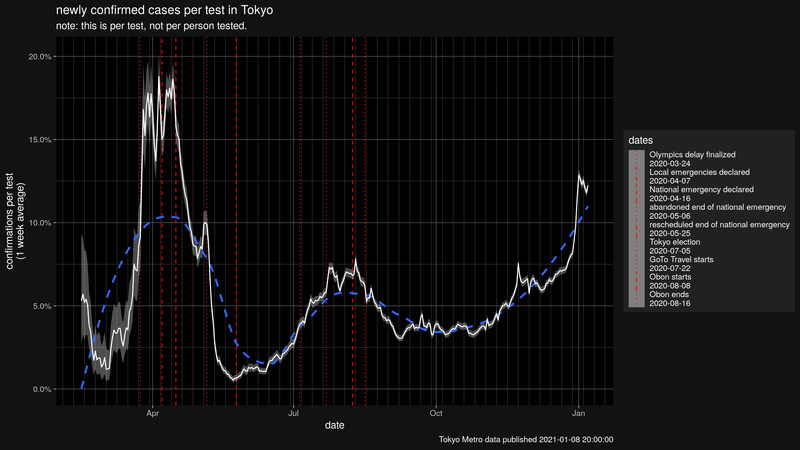 newly confirmed cases per test in Tokyo
note: this is per test, not per person tested.
confirmations per test
(1 week average)
20.0%
15.0%
10.0%
5.0%
0.0%
Apr
Jul
Oct
Jan
date
Tokyo Metro data published 2021-01-08 20:00:00
dates
Olympics delay finalized
2020-03-24
Local emergencies declared
2020-04-07
National emergency declared
2020-04-16
abandoned end of national emergency
2020-05-06
rescheduled end of national emergency
2020-05-25
Tokyo election
2020-07-05
GoTo Travel starts
2020-07-22
Obon starts
2020-08-08
Obon ends
2020-08-16